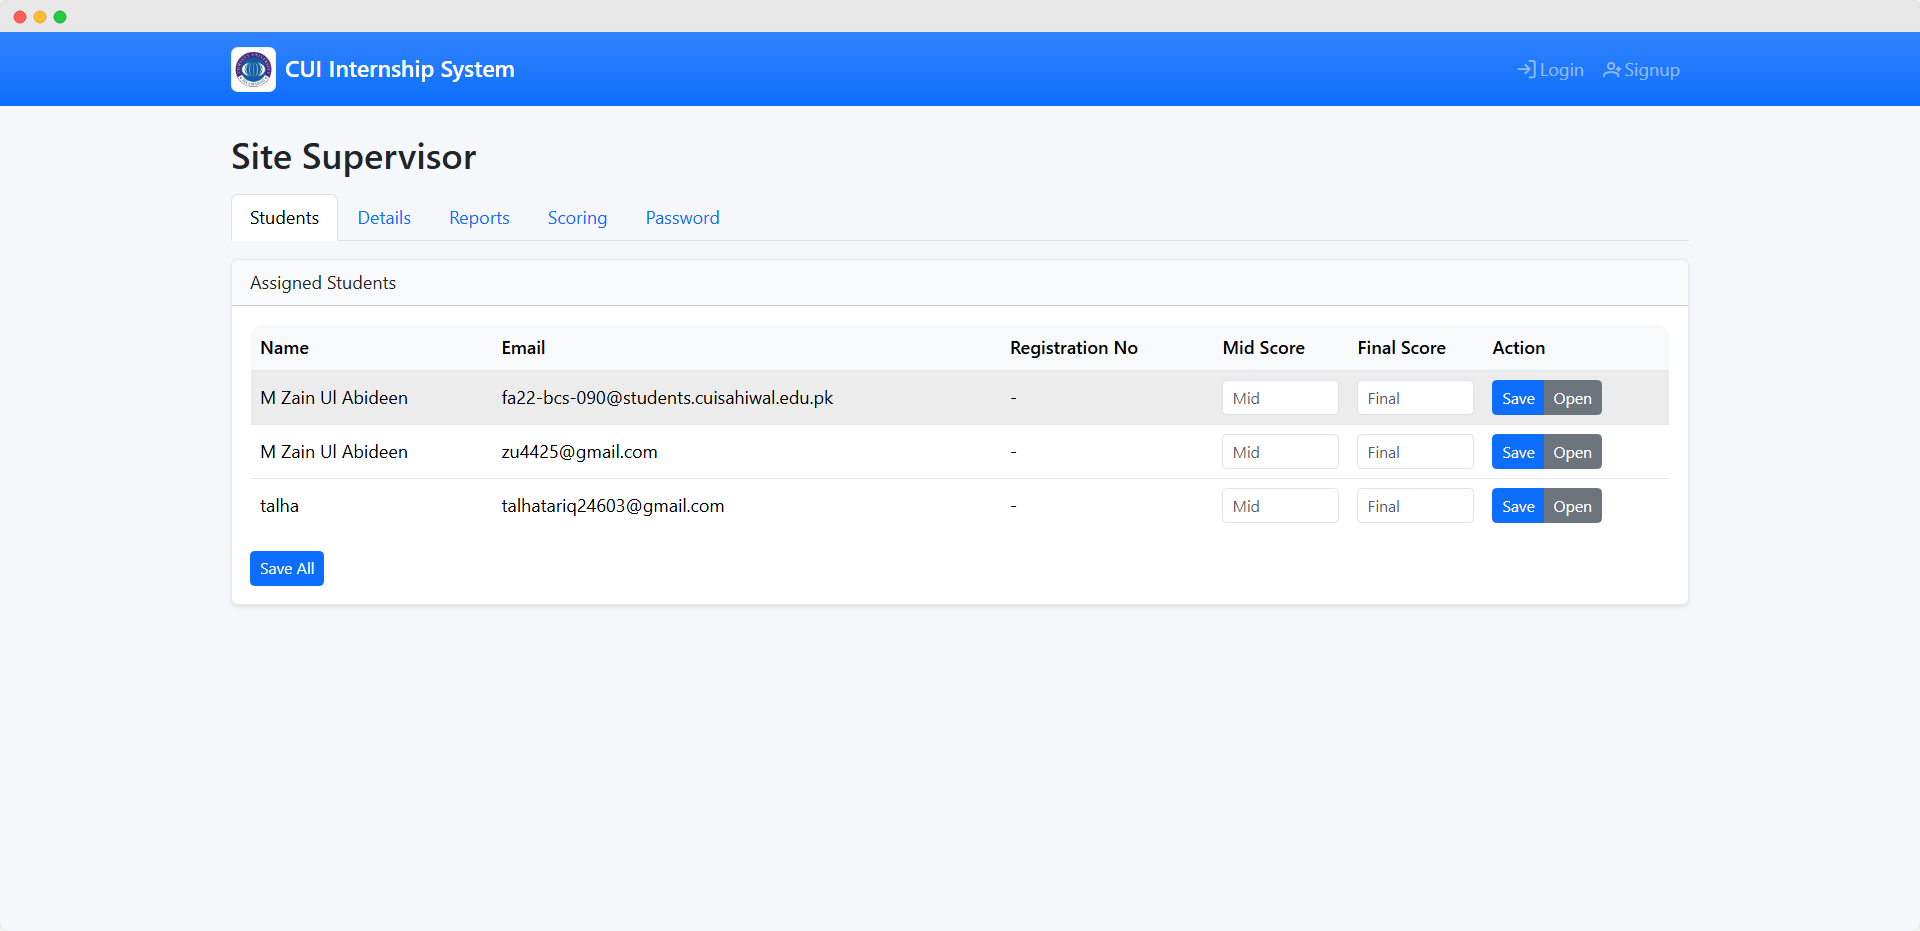 CUI Internship System
Login Signup
Site Supervisor
Students Details Reports Scoring Password
Assigned Students
Name Email Registration No Mid Score Final Score Action
M Zain Ul Abideen fa22-bcs-090@students.cuisahiwal.edu.pk - Mid Final Save Open
M Zain Ul Abideen zu4425@gmail.com - Mid Final Save Open
talha talhatariq24603@gmail.com - Mid Final Save Open
Save All